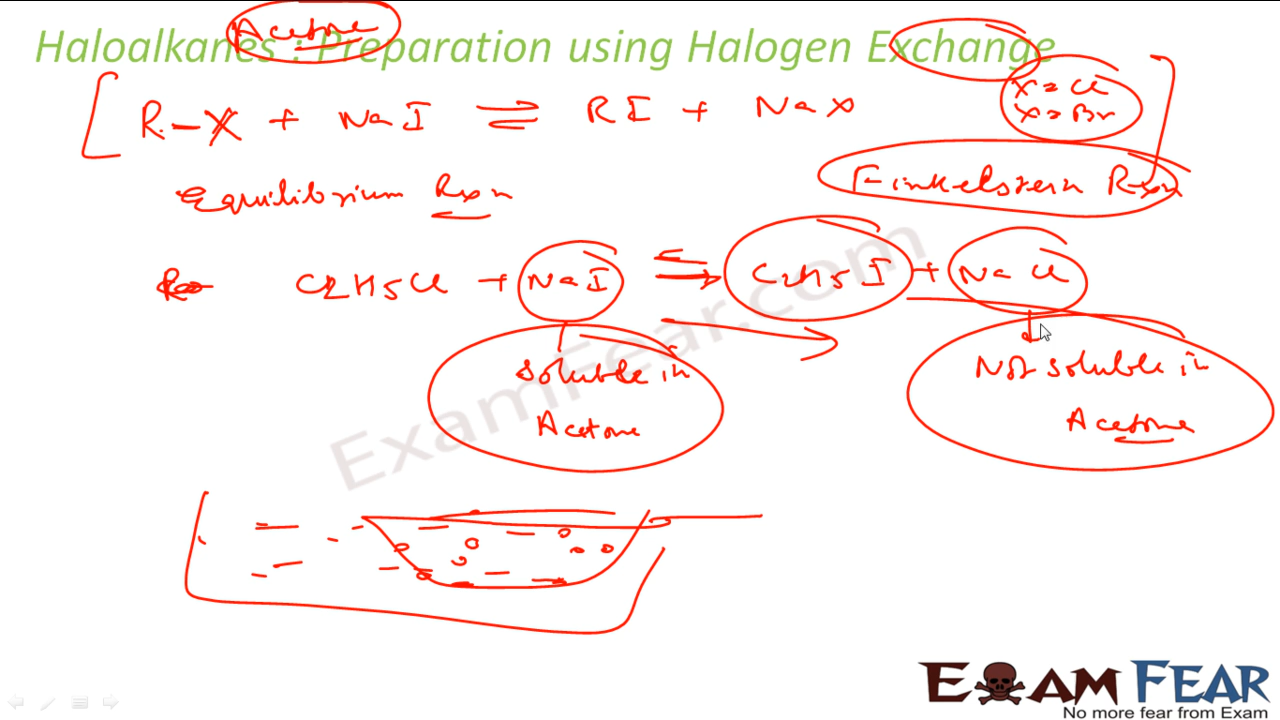 Acetone
Haloalkanes : Preparation using Halogen Exchange
R-X + NaI ⇌ RI + NaX
X = Cl
X = Br
Equilibrium Rxn
Finkelstein Rxn
C2H5Cl + NaI ⇌ C2H5I + NaCl
Soluble in
Acetone
Not soluble in
Acetone
ExamFear.com
EXAM FEAR
No more fear from Exam